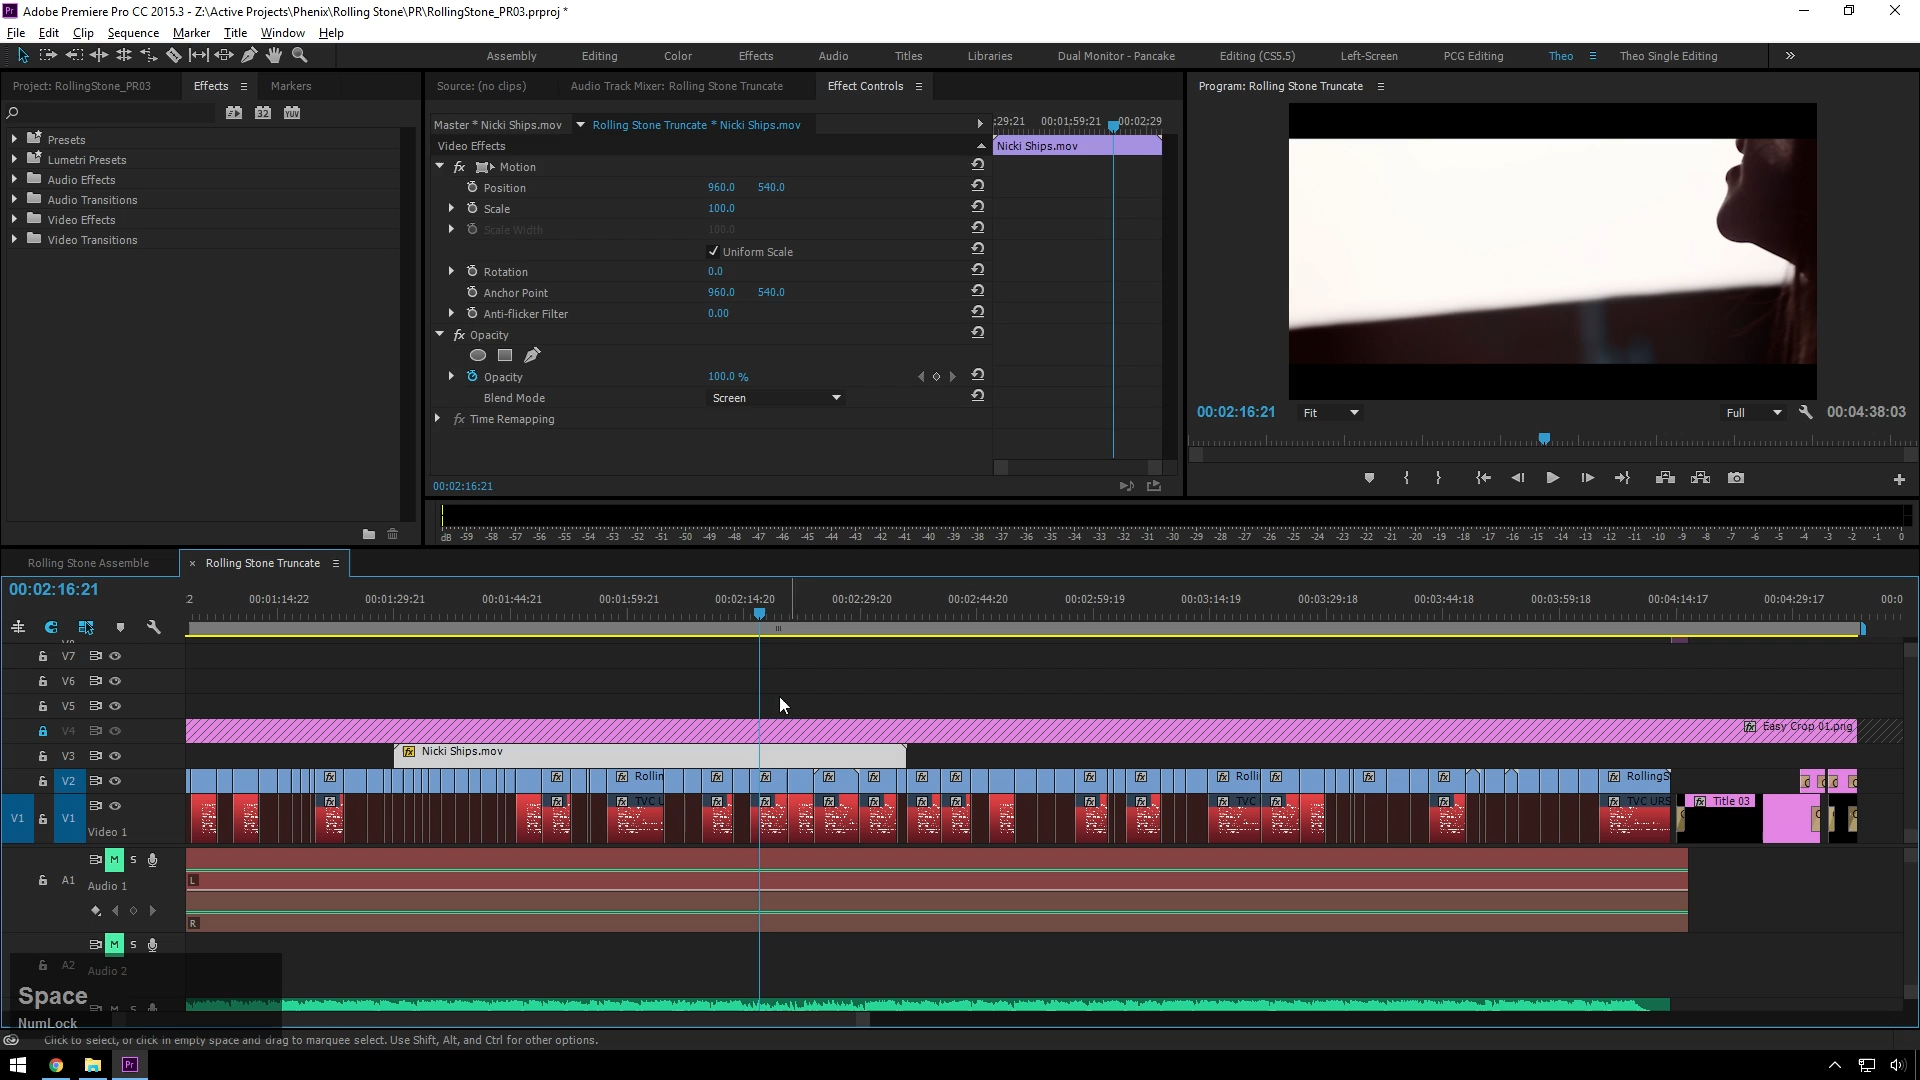 Adobe Premiere Pro CC 2015.3 - Z:\Active Projects\Phenix\Rolling Stone\PR\RollingStone_PR03.prproj *
File Edit Clip Sequence Marker Title Window Help
Assembly Editing Color Effects Audio Titles Libraries Dual Monitor - Pancake Editing (CS5.5) Left-Screen PCG Editing Theo Theo Single Editing
Project: RollingStone_PR03 Effects Markers
Source: (no clips) Audio Track Mixer: Rolling Stone Truncate Effect Controls
Program: Rolling Stone Truncate
Presets
Lumetri Presets
Audio Effects
Audio Transitions
Video Effects
Video Transitions
Master * Nicki Ships.mov Rolling Stone Truncate * Nicki Ships.mov
;29;21 00:01:59;21 00:02:29
Video Effects
Nicki Ships.mov
fx Motion
Position 960.0 540.0
Scale 100.0
Scale Width 100.0
Uniform Scale
Rotation 0.0
Anchor Point 960.0 540.0
Anti-flicker Filter 0.00
fx Opacity
Opacity 100.0 %
Blend Mode Screen
fx Time Remapping
00:02:16:21
00:02:16:21 Fit Full 00:04:38:03
dB -59 -57 -56 -55 -54 -53 -52 -51 -50 -49 -48 -47 -46 -45 -44 -43 -42 -41 -40 -39 -38 -37 -36 -35 -34 -33 -32 -31 -30 -29 -28 -27 -26 -25 -24 -23 -22 -21 -20 -19 -18 -17 -16 -15 -14 -13 -12 -11 -10 -9 -8 -7 -6 -5 -4 -3 -2 -1 0
Rolling Stone Assemble Rolling Stone Truncate
00:02:16:21
:2 00:01:14:22 00:01:29:21 00:01:44:21 00:01:59:21 00:02:14:20 00:02:29:20 00:02:44:20 00:02:59:19 00:03:14:19 00:03:29:18 00:03:44:18 00:03:59:18 00:04:14:17 00:04:29:17 00:0
V7
V6
V5
V4 fx Easy Crop 01.png
V3 fx Nicki Ships.mov
V2 fx Rollin Rolli RollingS
V1 V1 TVC U TVC TVC URS fx Title 03
Video 1
M S
A1 Audio 1
L
R
M S
A2 Audio 2
Space
NumLock
Click to select, or click in empty space and drag to marquee select. Use Shift, Alt, and Ctrl for other options.
Pr